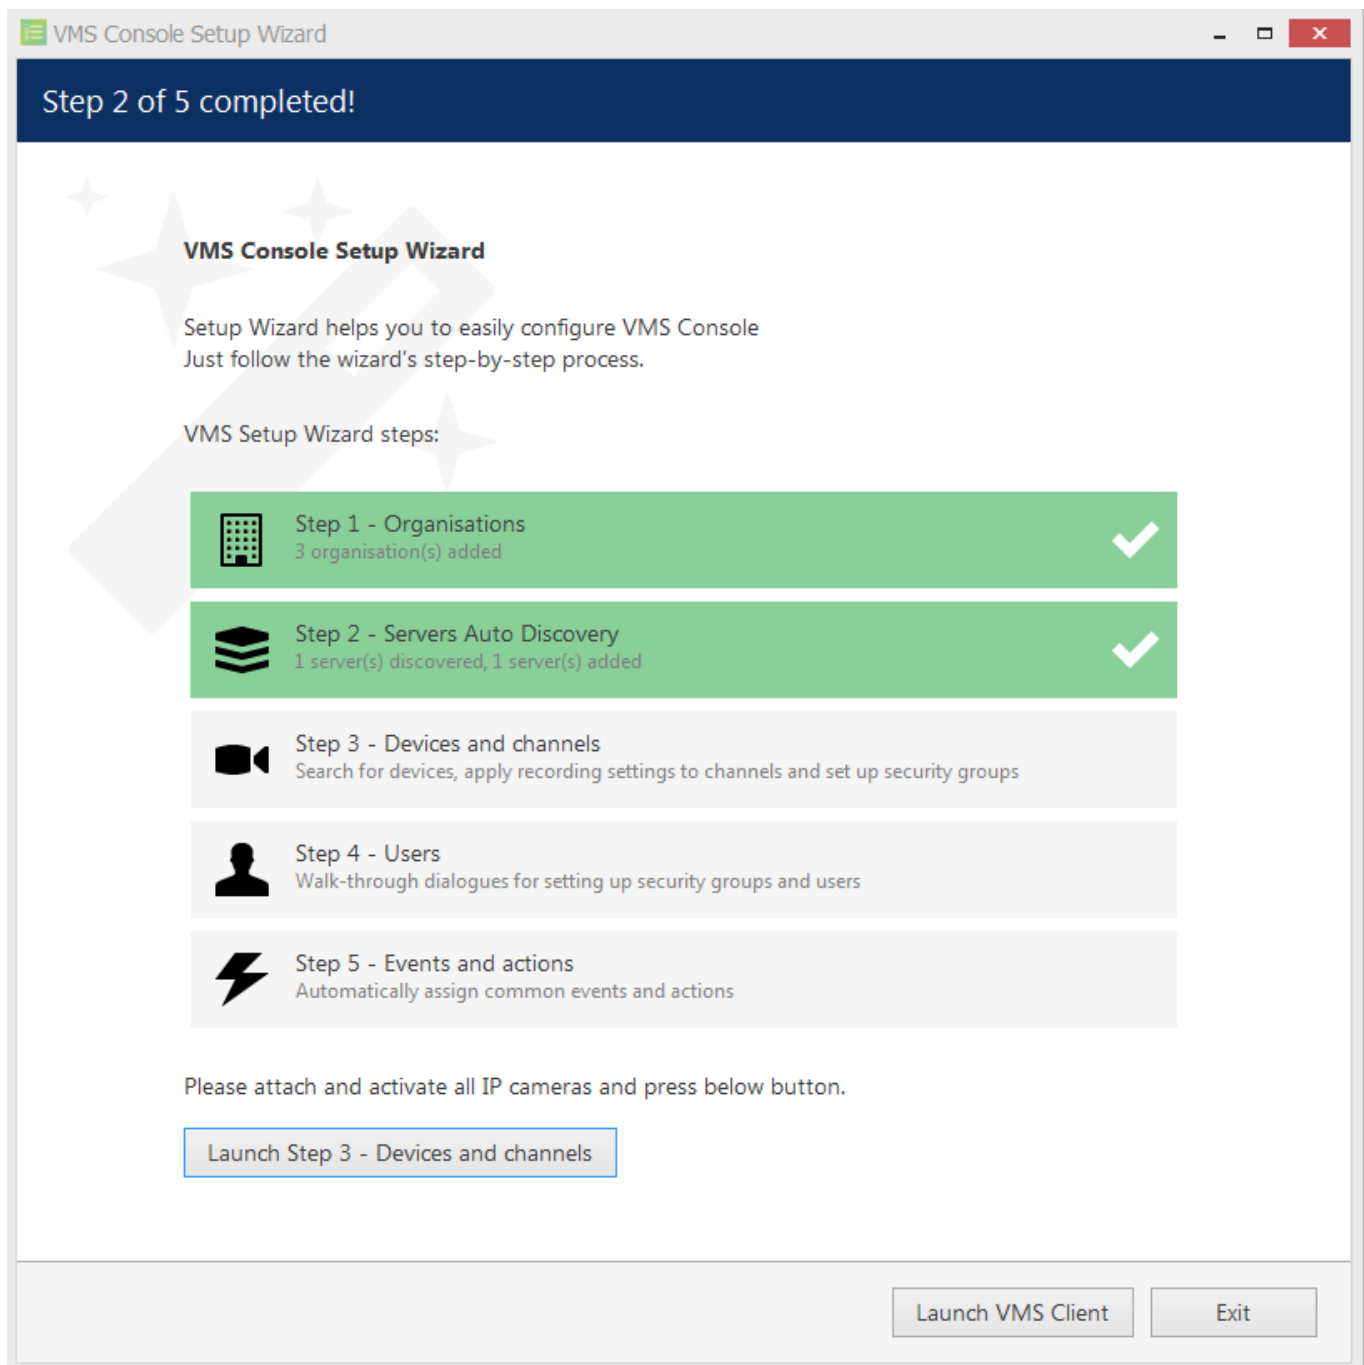 VMS Console Setup Wizard
Step 2 of 5 completed!
VMS Console Setup Wizard
Setup Wizard helps you to easily configure VMS Console
Just follow the wizard's step-by-step process.
VMS Setup Wizard steps:
Step 1 - Organisations
3 organisation(s) added
Step 2 - Servers Auto Discovery
1 server(s) discovered, 1 server(s) added
Step 3 - Devices and channels
Search for devices, apply recording settings to channels and set up security groups
Step 4 - Users
Walk-through dialogues for setting up security groups and users
Step 5 - Events and actions
Automatically assign common events and actions
Please attach and activate all IP cameras and press below button.
Launch Step 3 - Devices and channels
Launch VMS Client
Exit